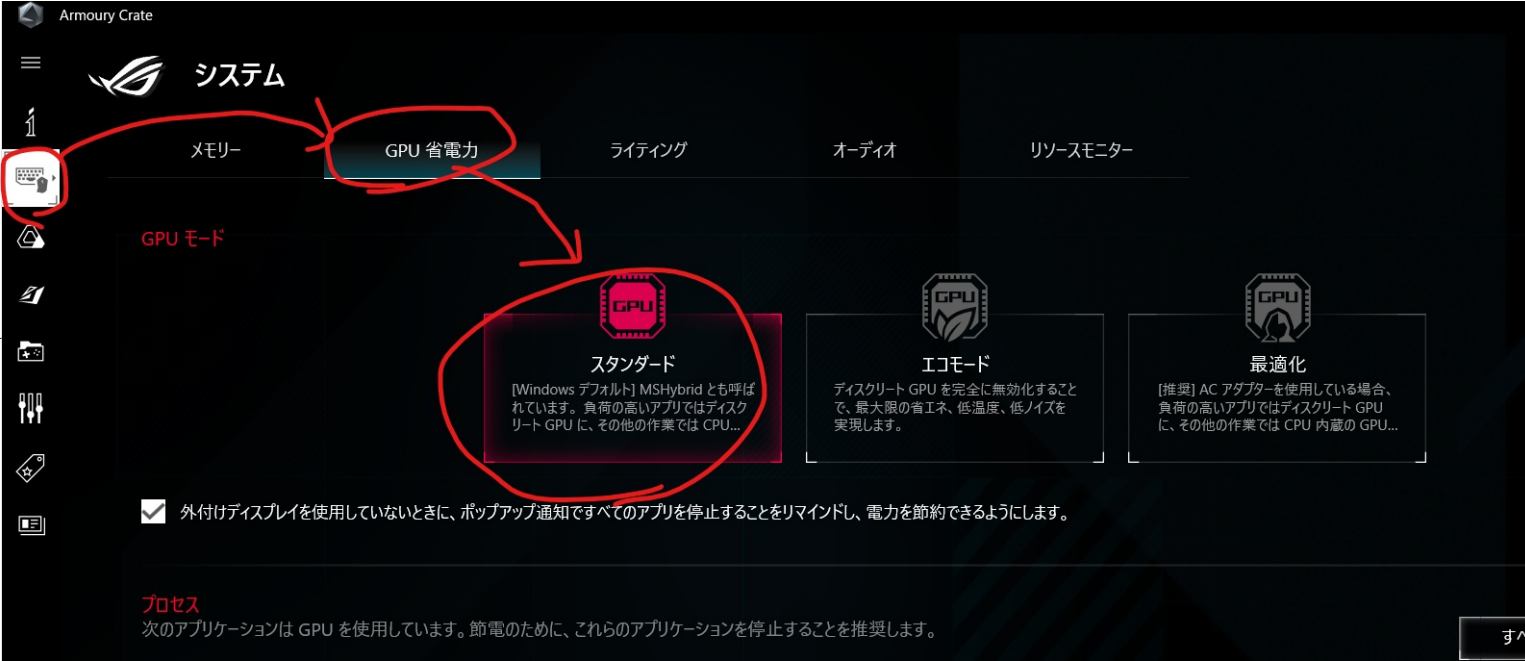 Armoury Crate
システム
メモリー
GPU 省電力
ライティング
オーディオ
リソースモニター
GPU モード
GPU
GPU
GPU
スタンダード
[Windows デフォルト] MSHybrid とも呼ば
れています。負荷の高いアプリではディスク
リート GPU に、その他の作業では CPU...
エコモード
ディスクリート GPU を完全に無効化すること
で、最大限の省エネ、低温度、低ノイズを
実現します。
最適化
[推奨] AC アダプターを使用している場合、
負荷の高いアプリではディスクリート GPU
に、その他の作業では CPU 内蔵の GPU...
外付けディスプレイを使用していないときに、ポップアップ通知ですべてのアプリを停止することをリマインドし、電力を節約できるようにします。
プロセス
次のアプリケーションは GPU を使用しています。節電のために、これらのアプリケーションを停止することを推奨します。